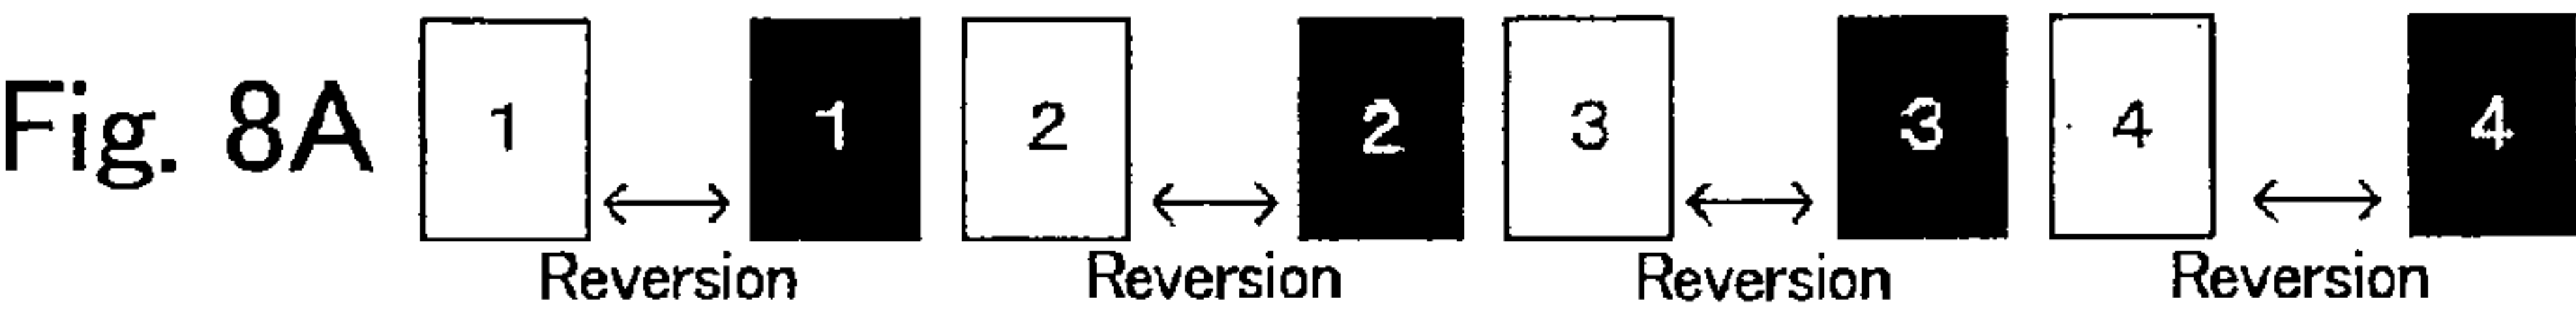 Fig. 8A 1 1 2 2 3 3 4 4
Reversion Reversion Reversion Reversion